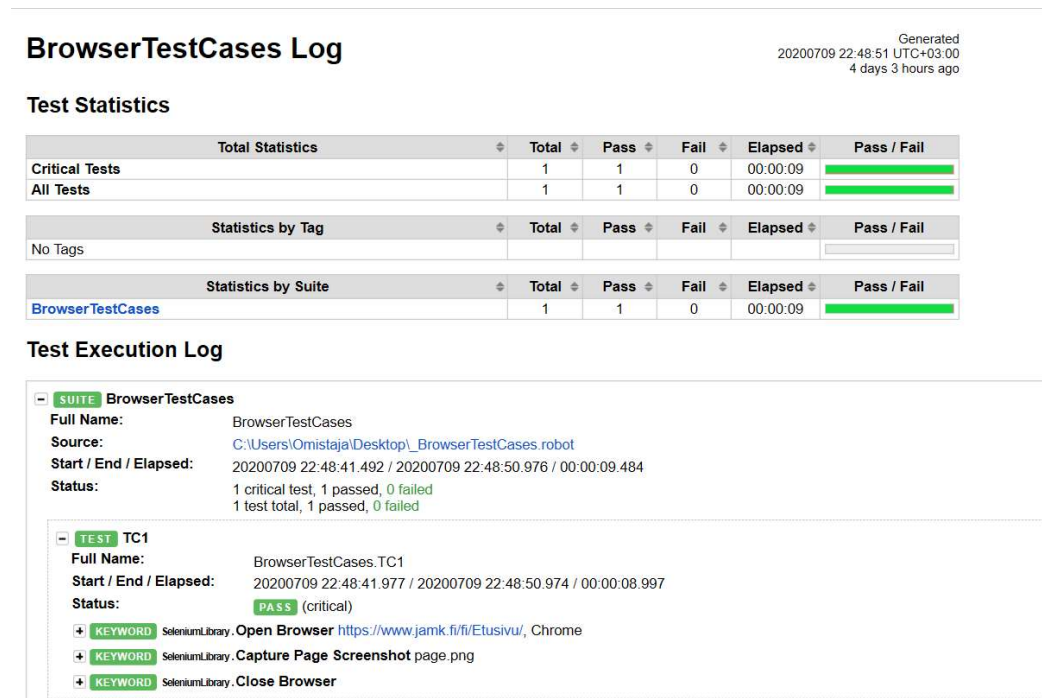 BrowserTestCases Log
Generated
20200709 22:48:51 UTC+03:00
4 days 3 hours ago
Test Statistics
Total Statistics Total Pass Fail Elapsed Pass / Fail
Critical Tests 1 1 0 00:00:09
All Tests 1 1 0 00:00:09
Statistics by Tag Total Pass Fail Elapsed Pass / Fail
No Tags
Statistics by Suite Total Pass Fail Elapsed Pass / Fail
BrowserTestCases 1 1 0 00:00:09
Test Execution Log
- SUITE BrowserTestCases
Full Name: BrowserTestCases
Source: C:\Users\Omistaja\Desktop\_BrowserTestCases.robot
Start / End / Elapsed: 20200709 22:48:41.492 / 20200709 22:48:50.976 / 00:00:09.484
Status: 1 critical test, 1 passed, 0 failed
1 test total, 1 passed, 0 failed
- TEST TC1
Full Name: BrowserTestCases.TC1
Start / End / Elapsed: 20200709 22:48:41.977 / 20200709 22:48:50.974 / 00:00:08.997
Status: PASS (critical)
+ KEYWORD SeleniumLibrary.Open Browser https://www.jamk.fi/fi/Etusivu/, Chrome
+ KEYWORD SeleniumLibrary.Capture Page Screenshot page.png
+ KEYWORD SeleniumLibrary.Close Browser